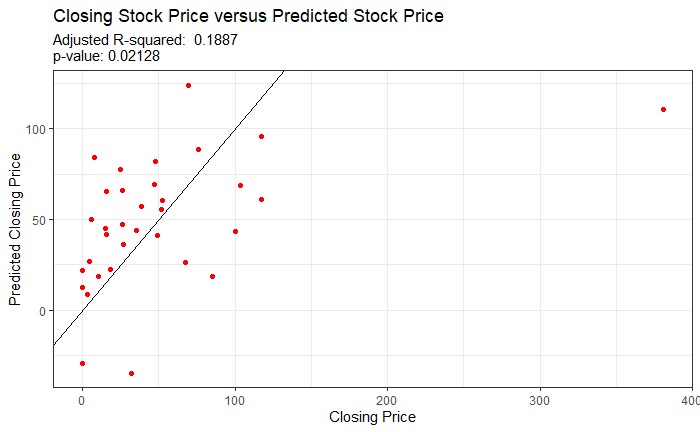 Closing Stock Price versus Predicted Stock Price
Adjusted R-squared:  0.1887
p-value: 0.02128
Predicted Closing Price
100
50
0
0
100
200
300
400
Closing Price